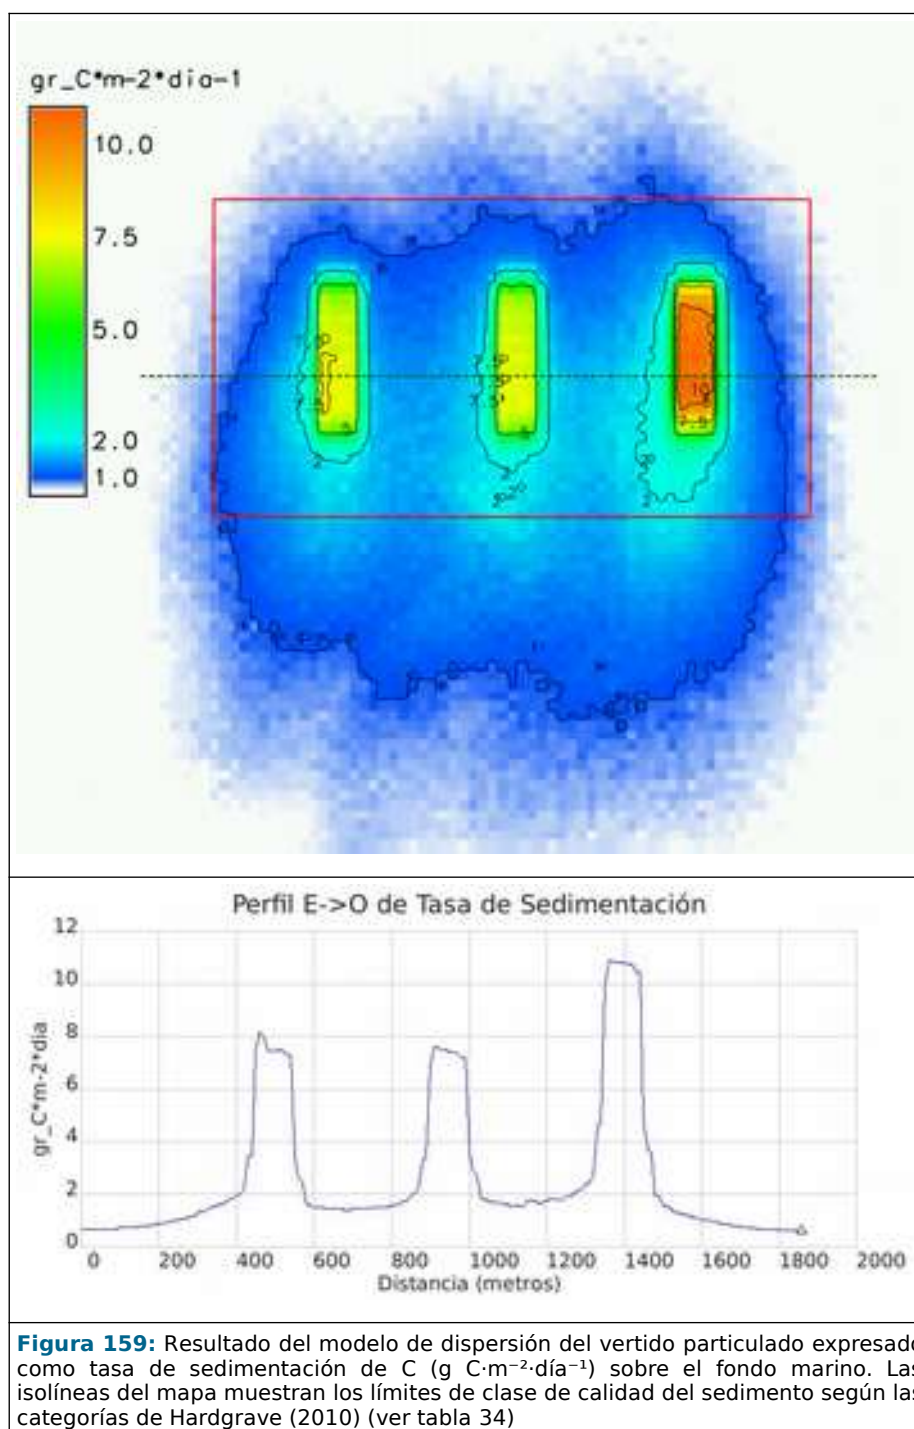 gr_C*m-2*dia-1
10.0
7.5
5.0
2.0
1.0
Perfil E->O de Tasa de Sedimentación
gr_C*m-2*dia
12
10
8
6
4
2
0
0 200 400 600 800 1000 1200 1400 1600 1800 2000
Distancia (metros)
Figura 159: Resultado del modelo de dispersión del vertido particulado expresado
como tasa de sedimentación de C (g C·m⁻²·día⁻¹) sobre el fondo marino. Las
isolíneas del mapa muestran los límites de clase de calidad del sedimento según las
categorías de Hardgrave (2010) (ver tabla 34)